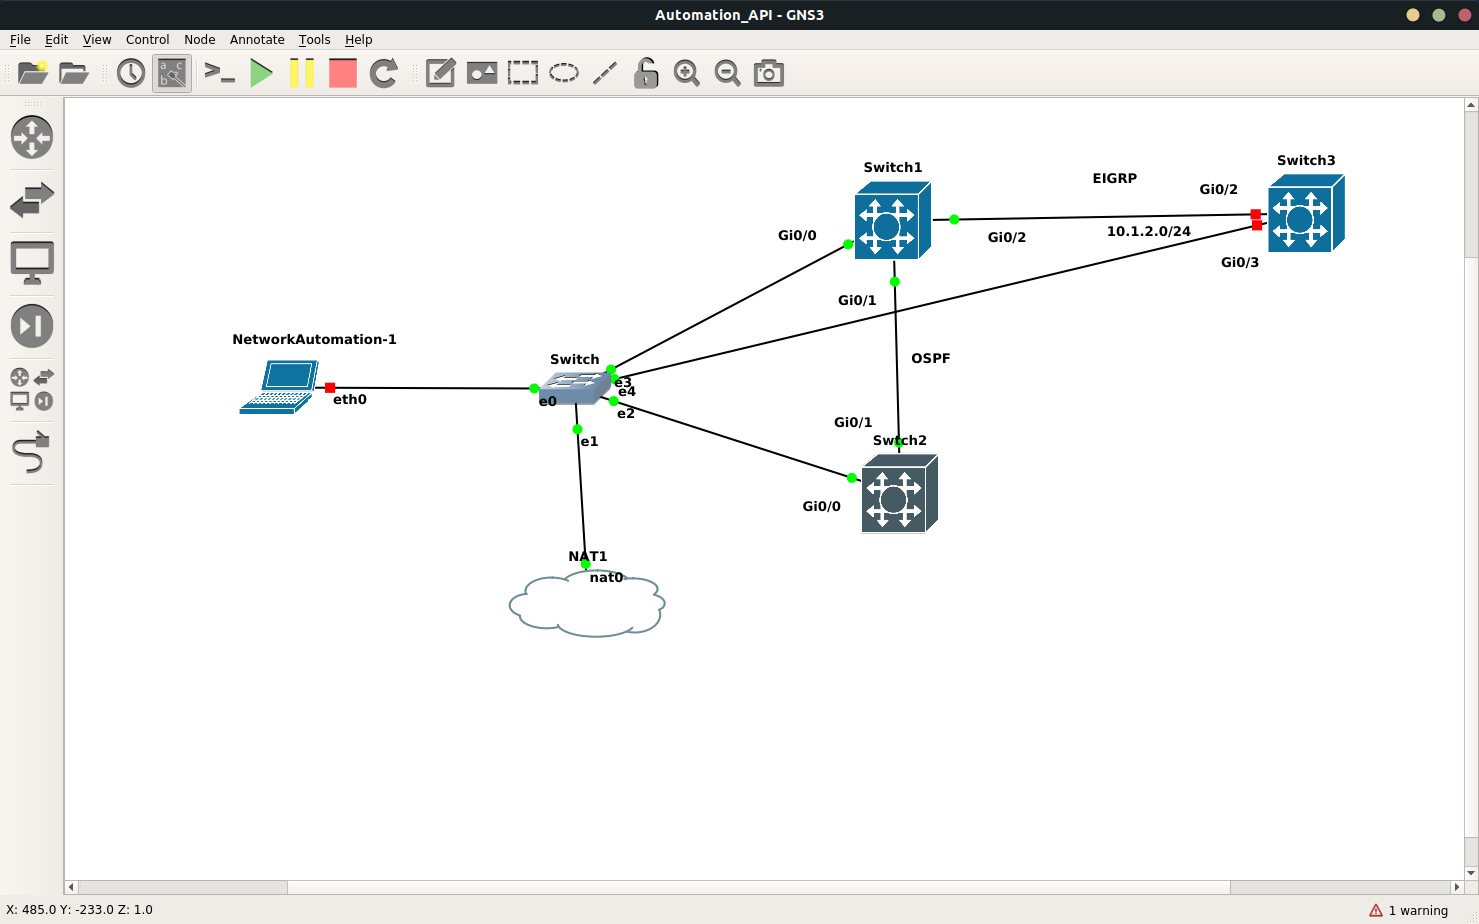 Automation_API - GNS3
File Edit View Control Node Annotate Tools Help
a c
b
Switch1
Switch3
EIGRP
Gi0/2
Gi0/0
Gi0/2
10.1.2.0/24
Gi0/3
Gi0/1
NetworkAutomation-1
Switch
OSPF
e3
e4
eth0
e0
e2
Gi0/1
e1
Swtch2
Gi0/0
NAT1
nat0
X: 485.0 Y: -233.0 Z: 1.0
1 warning